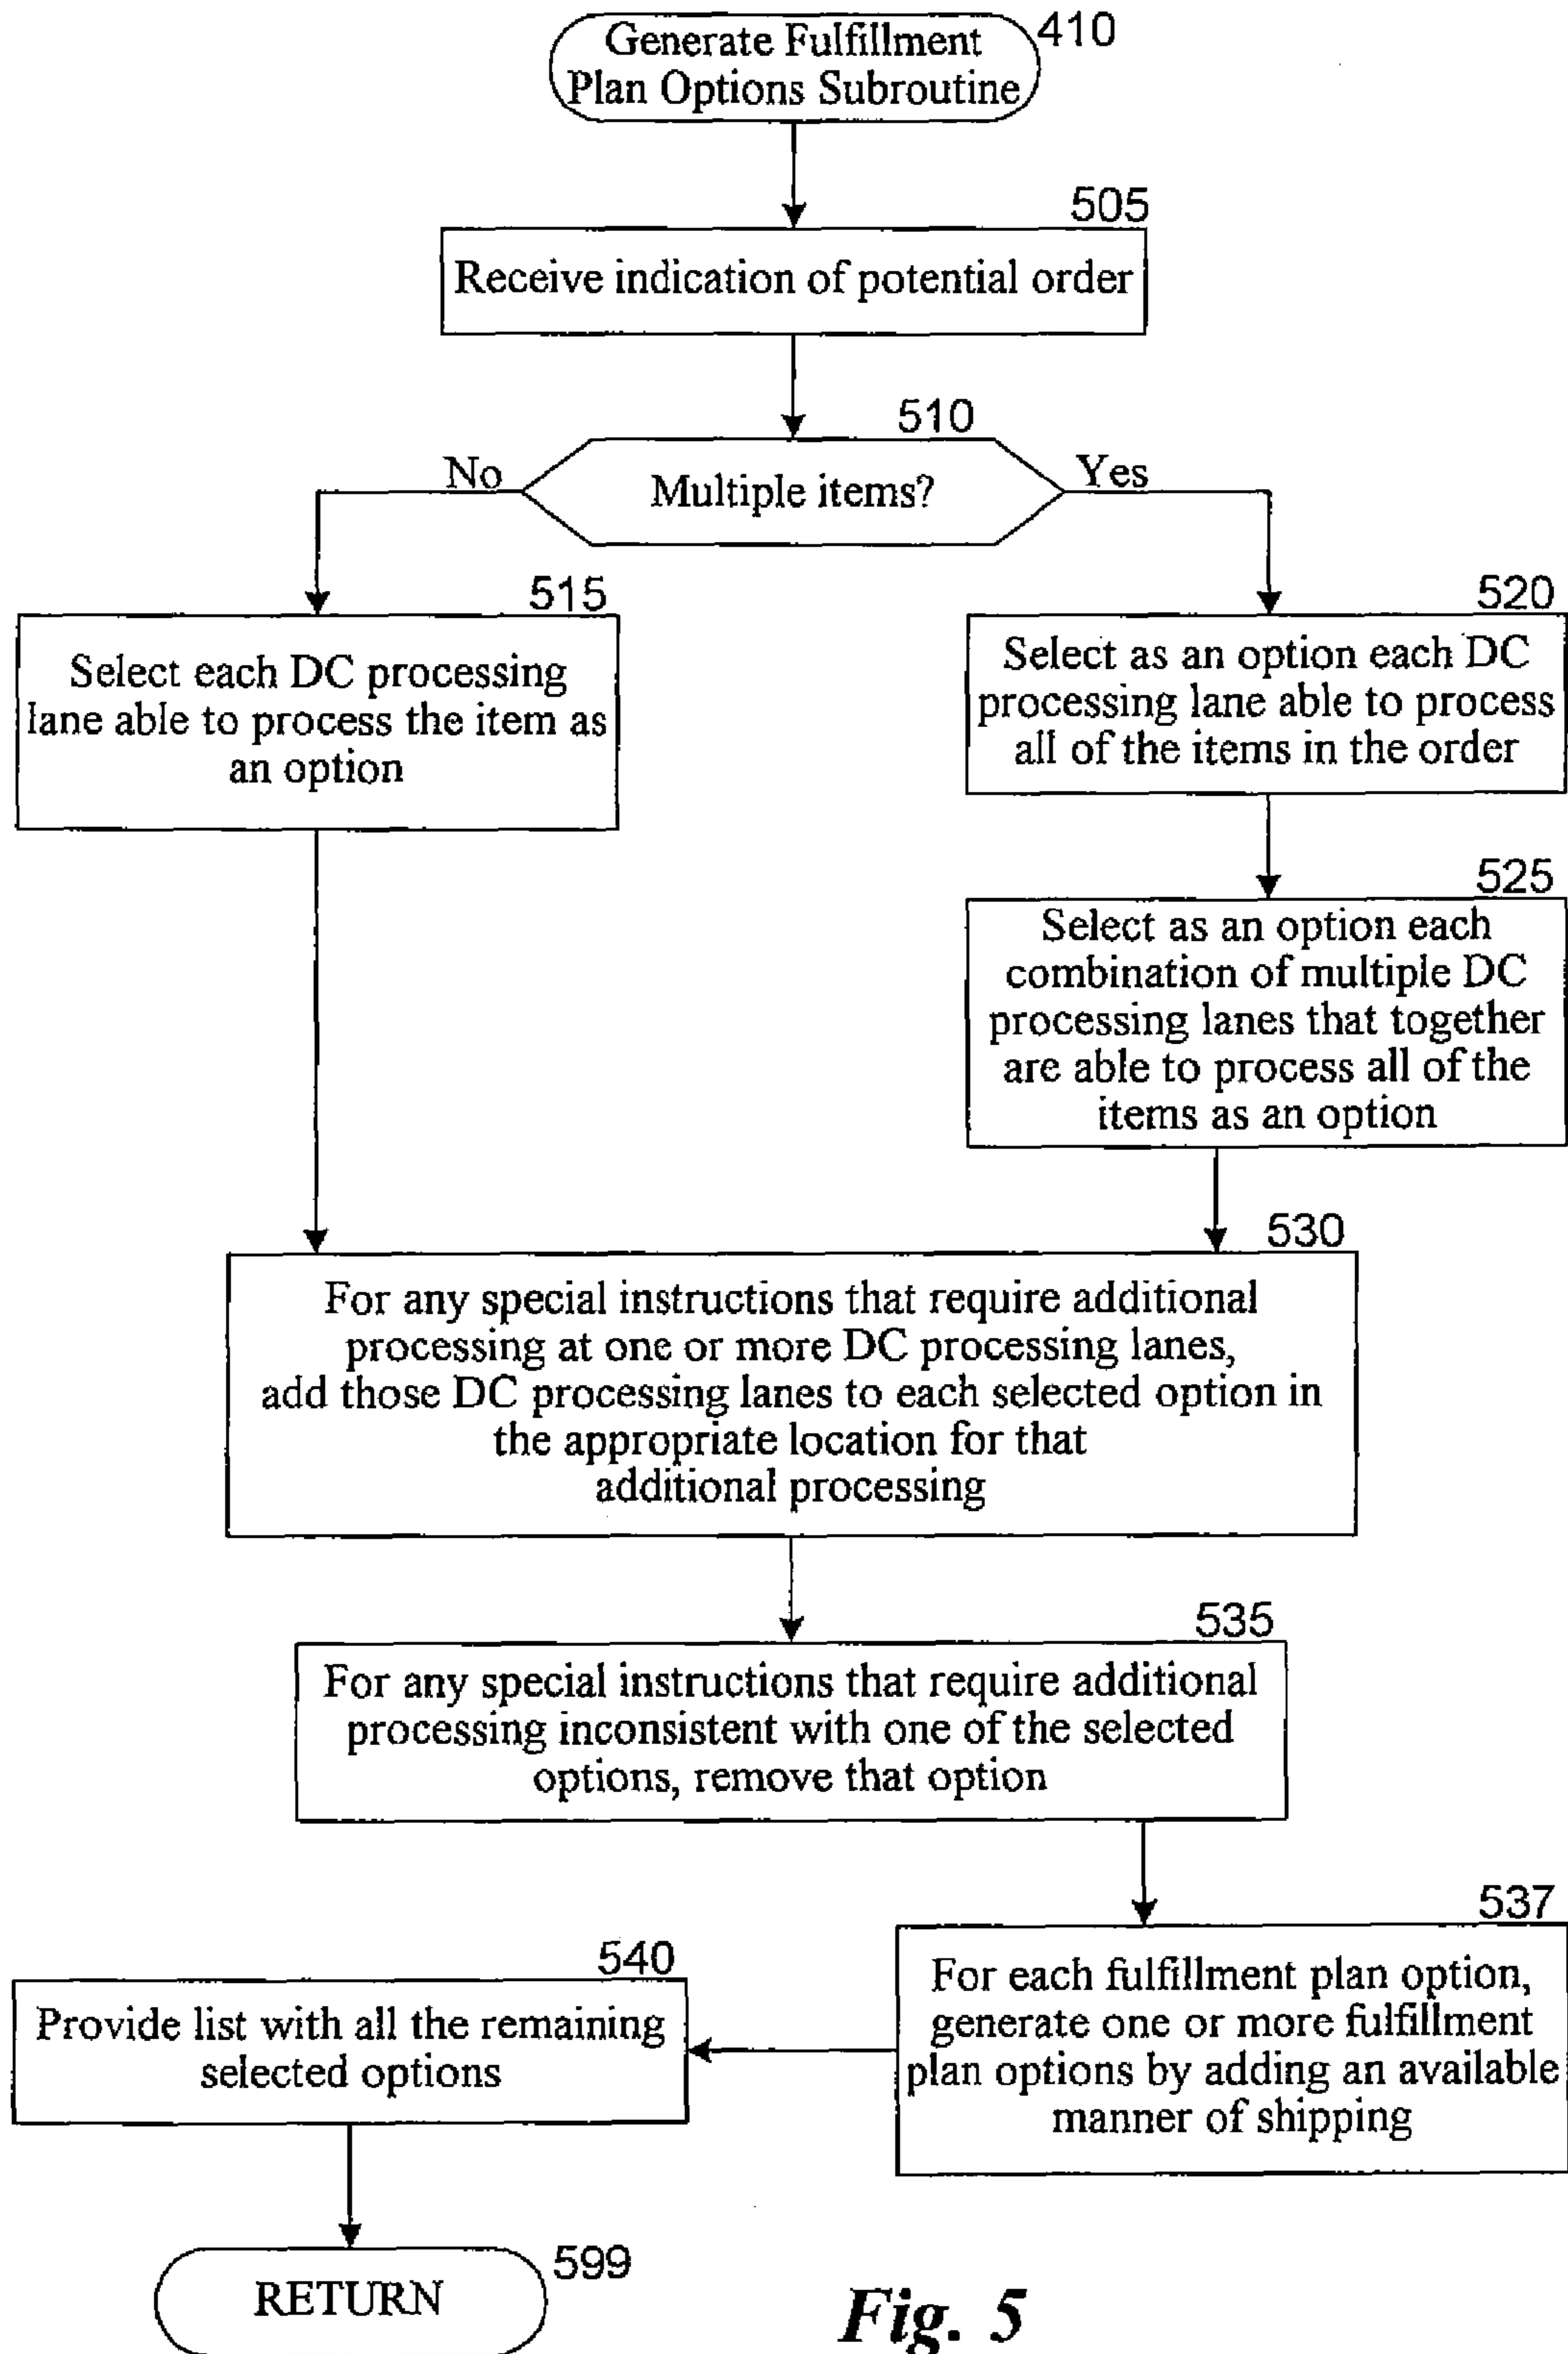 Generate Fulfillment
Plan Options Subroutine
410
505
Receive indication of potential order
510
No
Multiple items?
Yes
515
Select each DC processing
lane able to process the item as
an option
520
Select as an option each DC
processing lane able to process
all of the items in the order
525
Select as an option each
combination of multiple DC
processing lanes that together
are able to process all of the
items as an option
530
For any special instructions that require additional
processing at one or more DC processing lanes,
add those DC processing lanes to each selected option in
the appropriate location for that
additional processing
535
For any special instructions that require additional
processing inconsistent with one of the selected
options, remove that option
537
For each fulfillment plan option,
generate one or more fulfillment
plan options by adding an available
manner of shipping
540
Provide list with all the remaining
selected options
599
RETURN
Fig. 5